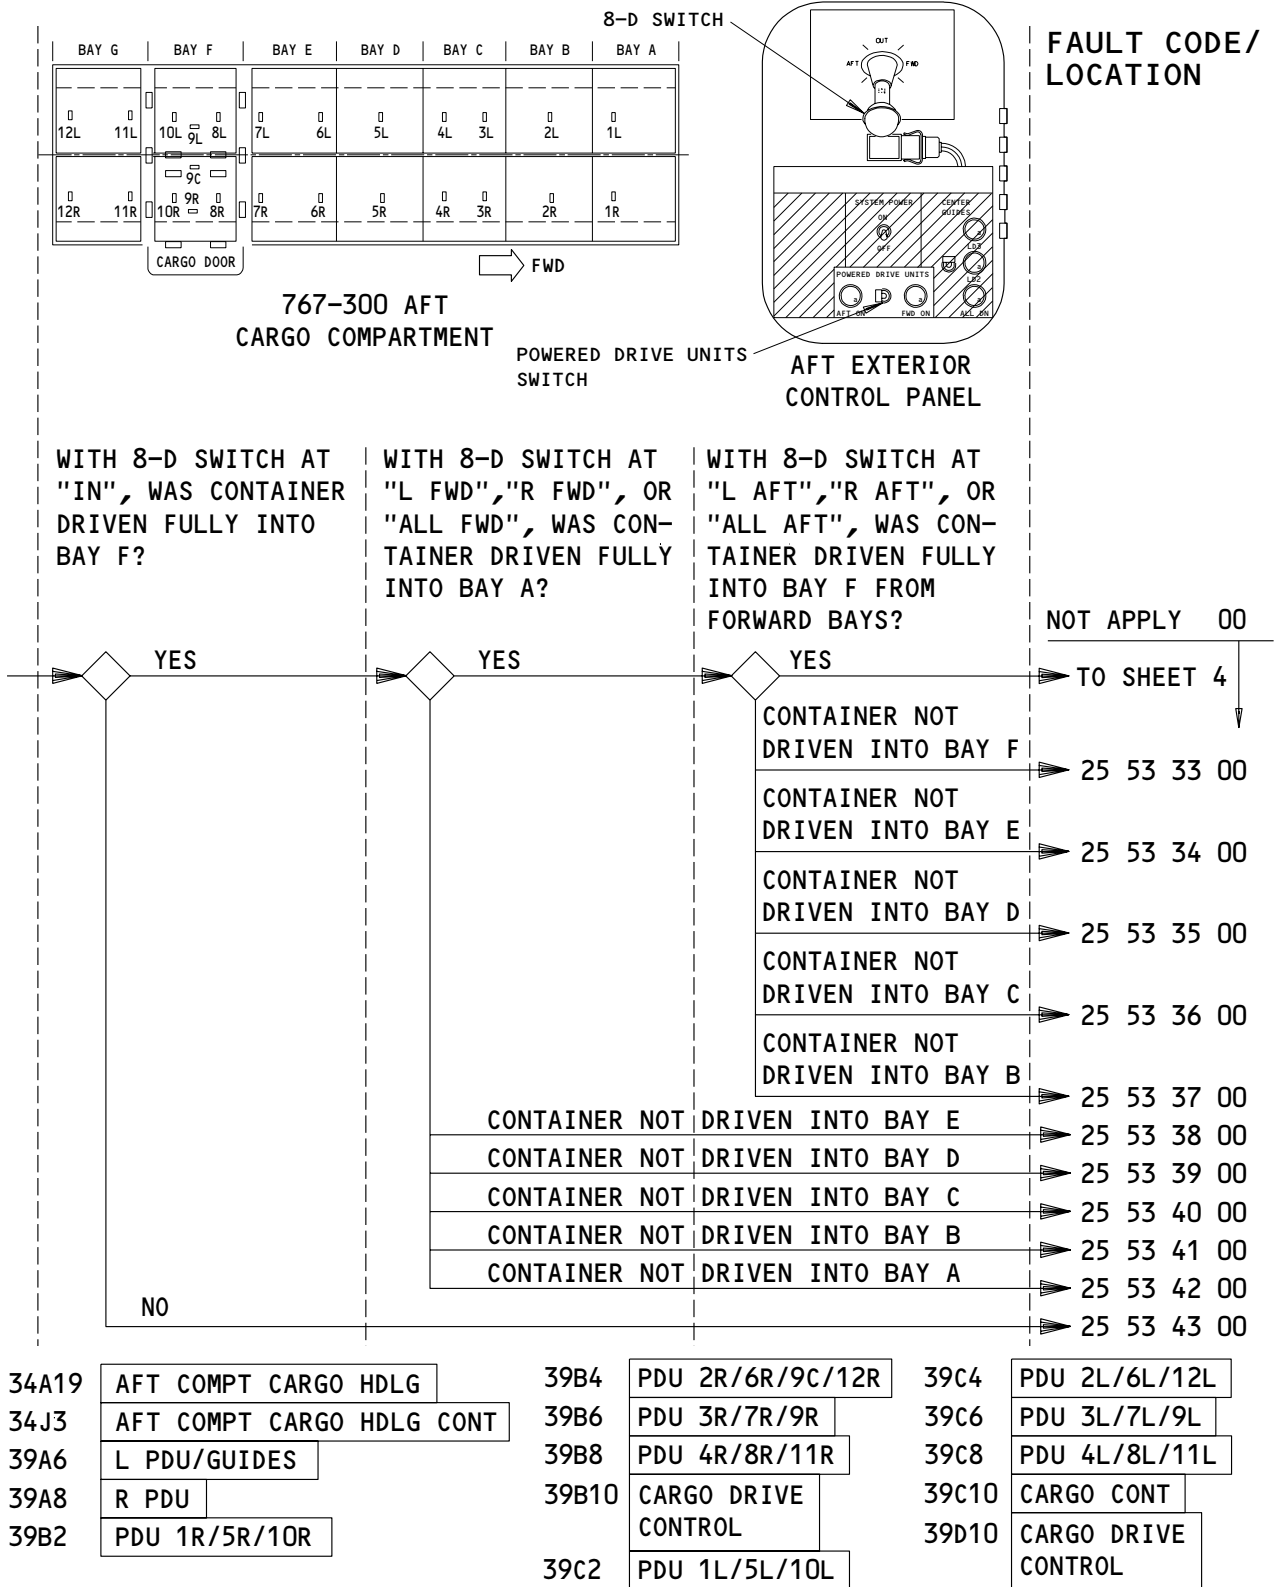 8-D SWITCH
FAULT CODE/
LOCATION
BAY G BAY F BAY E BAY D BAY C BAY B BAY A
OUT
AFT FWD
12L 11L 10L 9L 8L 7L 6L 5L 4L 3L 2L 1L
9C
12R 11R 10R 9R 8R 7R 6R 5R 4R 3R 2R 1R
CARGO DOOR
FWD
767-300 AFT
CARGO COMPARTMENT
SYSTEM POWER
ON
OFF
CENTER
GUIDES
LD3
LD2
ALL DN
POWERED DRIVE UNITS
AFT ON FWD ON
POWERED DRIVE UNITS
SWITCH
AFT EXTERIOR
CONTROL PANEL
WITH 8-D SWITCH AT
"IN", WAS CONTAINER
DRIVEN FULLY INTO
BAY F?
WITH 8-D SWITCH AT
"L FWD","R FWD", OR
"ALL FWD", WAS CON-
TAINER DRIVEN FULLY
INTO BAY A?
WITH 8-D SWITCH AT
"L AFT","R AFT", OR
"ALL AFT", WAS CON-
TAINER DRIVEN FULLY
INTO BAY F FROM
FORWARD BAYS?
NOT APPLY 00
YES
YES
YES
TO SHEET 4
CONTAINER NOT
DRIVEN INTO BAY F
25 53 33 00
CONTAINER NOT
DRIVEN INTO BAY E
25 53 34 00
CONTAINER NOT
DRIVEN INTO BAY D
25 53 35 00
CONTAINER NOT
DRIVEN INTO BAY C
25 53 36 00
CONTAINER NOT
DRIVEN INTO BAY B
25 53 37 00
CONTAINER NOT DRIVEN INTO BAY E
25 53 38 00
CONTAINER NOT DRIVEN INTO BAY D
25 53 39 00
CONTAINER NOT DRIVEN INTO BAY C
25 53 40 00
CONTAINER NOT DRIVEN INTO BAY B
25 53 41 00
CONTAINER NOT DRIVEN INTO BAY A
25 53 42 00
NO
25 53 43 00
34A19 AFT COMPT CARGO HDLG
34J3 AFT COMPT CARGO HDLG CONT
39A6 L PDU/GUIDES
39A8 R PDU
39B2 PDU 1R/5R/10R
39B4 PDU 2R/6R/9C/12R
39B6 PDU 3R/7R/9R
39B8 PDU 4R/8R/11R
39B10 CARGO DRIVE
CONTROL
39C2 PDU 1L/5L/10L
39C4 PDU 2L/6L/12L
39C6 PDU 3L/7L/9L
39C8 PDU 4L/8L/11L
39C10 CARGO CONT
39D10 CARGO DRIVE
CONTROL